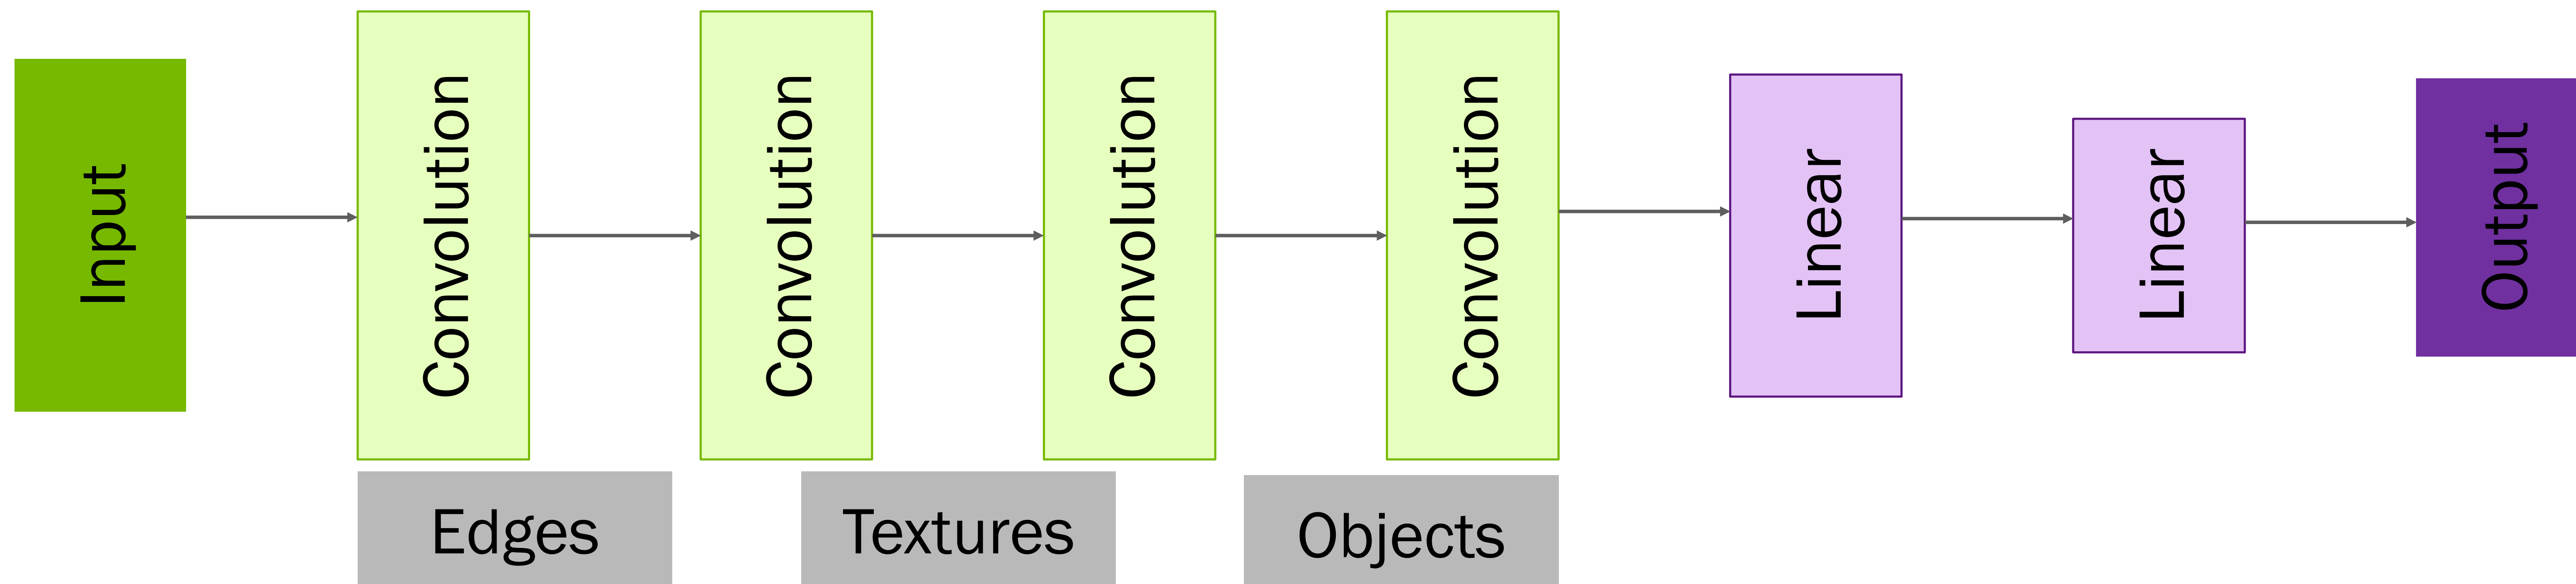 Input
Convolution
Convolution
Convolution
Convolution
Linear
Linear
Output
Edges
Textures
Objects